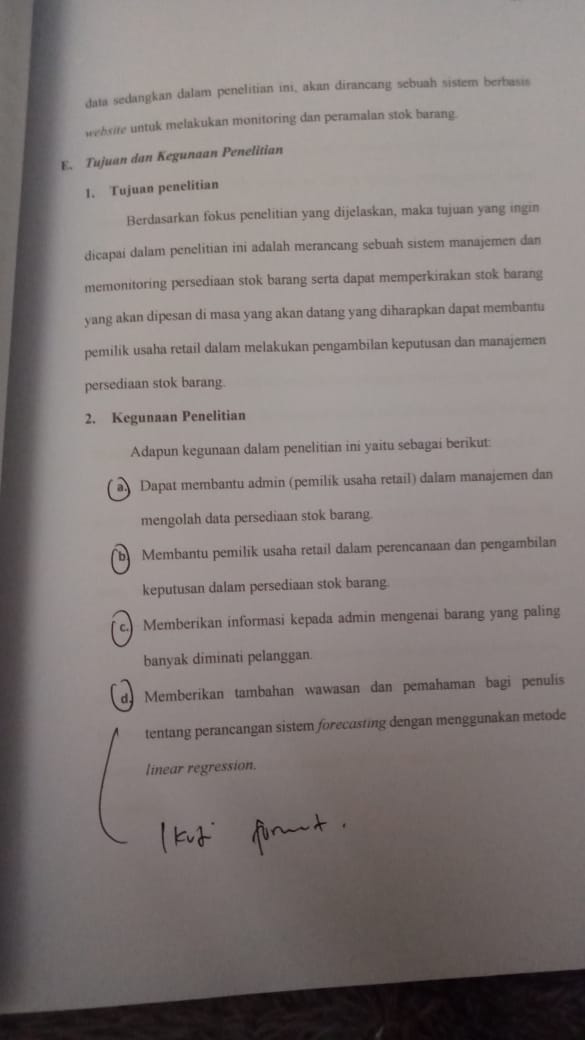 data sedangkan dalam penelitian ini, akan dirancang sebuah sistem berbasis
website untuk melakukan monitoring dan peramalan stok barang.
E. Tujuan dan Kegunaan Penelitian
1. Tujuan penelitian
Berdasarkan fokus penelitian yang dijelaskan, maka tujuan yang ingin
dicapai dalam penelitian ini adalah merancang sebuah sistem manajemen dan
memonitoring persediaan stok barang serta dapat memperkirakan stok barang
yang akan dipesan di masa yang akan datang yang diharapkan dapat membantu
pemilik usaha retail dalam melakukan pengambilan keputusan dan manajemen
persediaan stok barang.
2. Kegunaan Penelitian
Adapun kegunaan dalam penelitian ini yaitu sebagai berikut:
a. Dapat membantu admin (pemilik usaha retail) dalam manajemen dan
mengolah data persediaan stok barang.
b. Membantu pemilik usaha retail dalam perencanaan dan pengambilan
keputusan dalam persediaan stok barang.
c. Memberikan informasi kepada admin mengenai barang yang paling
banyak diminati pelanggan.
d. Memberikan tambahan wawasan dan pemahaman bagi penulis
tentang perancangan sistem forecasting dengan menggunakan metode
linear regression.
Ikuti format.